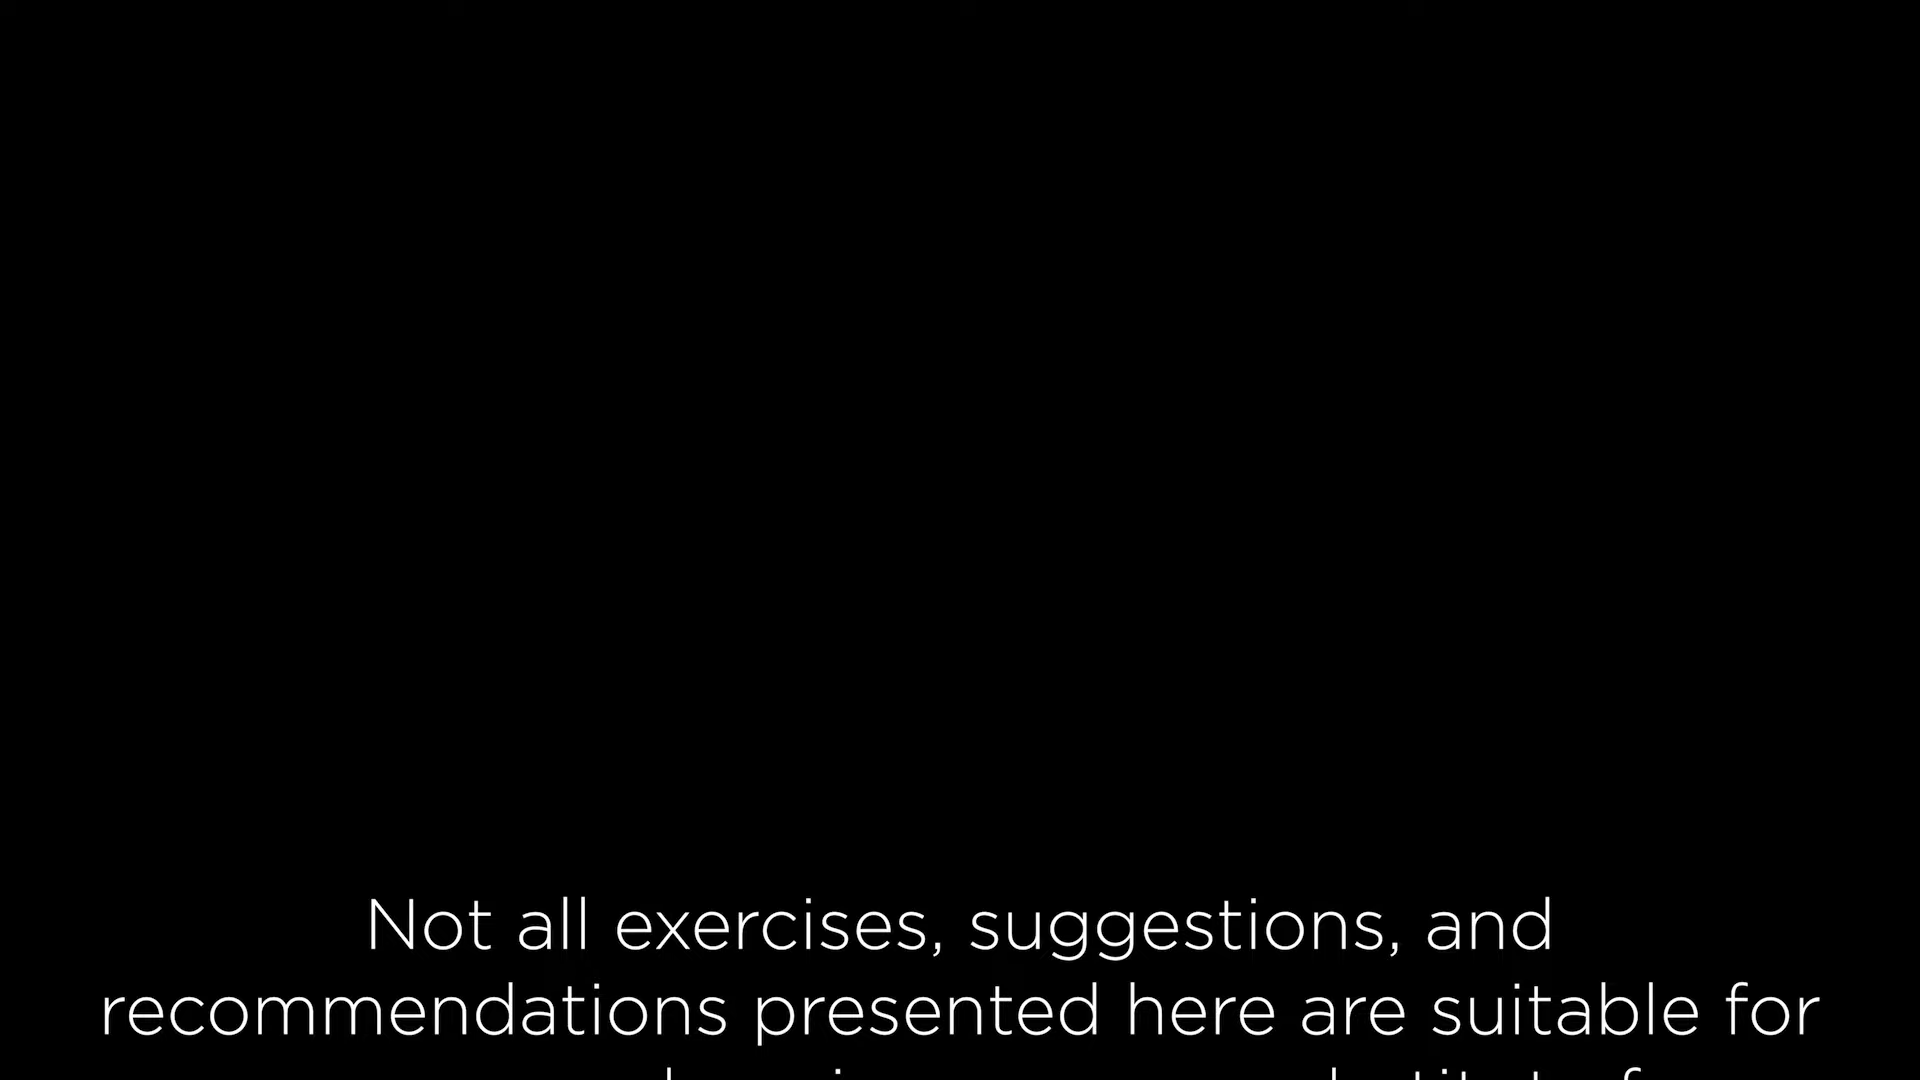 Not all exercises, suggestions, and
recommendations presented here are suitable for